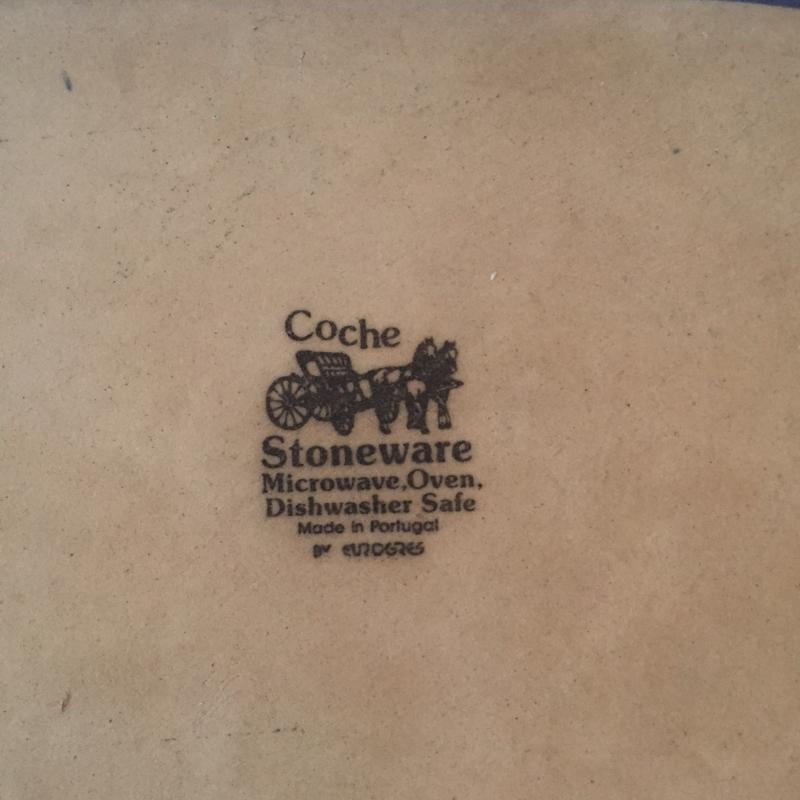 Coche
Stoneware
Microwave,Oven,
Dishwasher Safe
Made in Portugal
BY EUROGRES